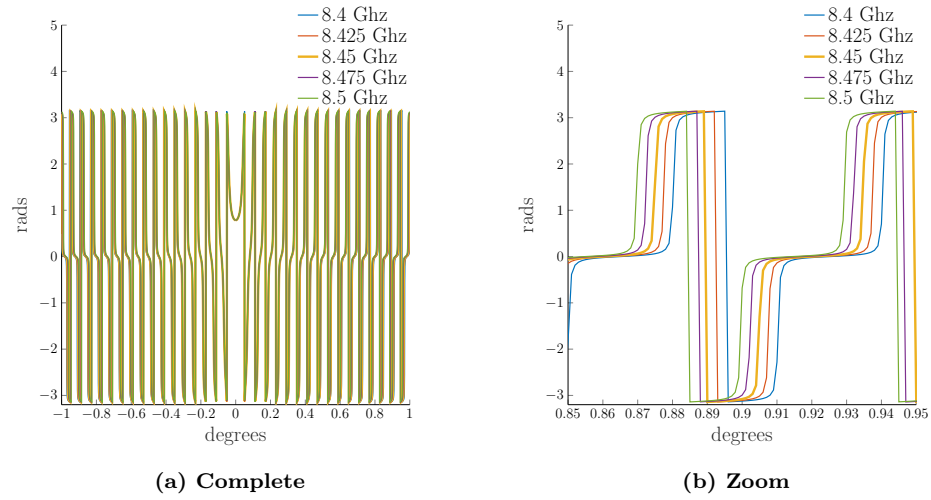 5
4
3
2
1
0
−1
−2
−3
rads
−1 −0.8 −0.6 −0.4 −0.2 0 0.2 0.4 0.6 0.8 1
degrees
8.4 Ghz
8.425 Ghz
8.45 Ghz
8.475 Ghz
8.5 Ghz
(a) Complete
5
4
3
2
1
0
−1
−2
−3
rads
0.85 0.86 0.87 0.88 0.89 0.9 0.91 0.92 0.93 0.94 0.95
degrees
8.4 Ghz
8.425 Ghz
8.45 Ghz
8.475 Ghz
8.5 Ghz
(b) Zoom